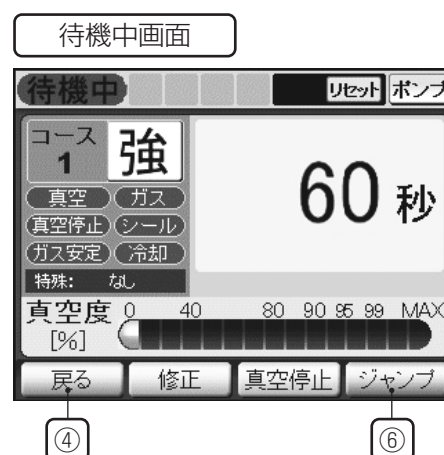 待機中画面
待機中 リセット ポンプ
コース 1 強
60 秒
真空 ガス
真空停止 シール
ガス安定 冷却
特殊: なし
真空度 [%] 0 40 80 90 95 99 MAX
戻る 修正 真空停止 ジャンプ
④ ⑥